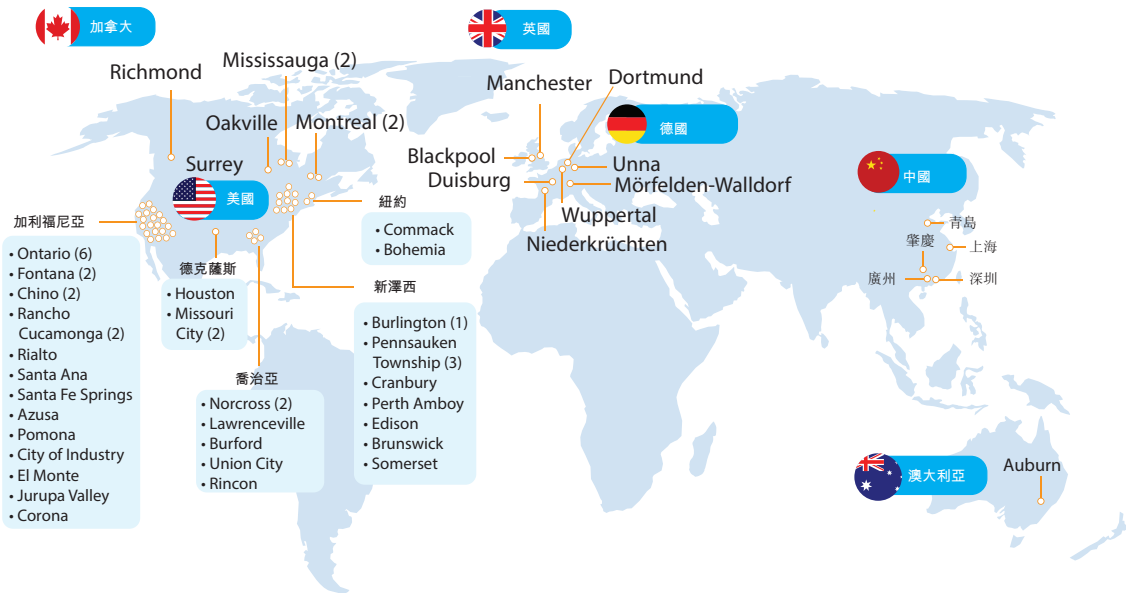 加拿大
英國
Richmond
Mississauga (2)
Oakville
Montreal (2)
Surrey
美國
Manchester
Dortmund
德國
Blackpool
Duisburg
Unna
Mörfelden-Walldorf
Wuppertal
Niederkrüchten
中國
青島
肇慶
上海
廣州
深圳
加利福尼亞
• Ontario (6)
• Fontana (2)
• Chino (2)
• Rancho
Cucamonga (2)
• Rialto
• Santa Ana
• Santa Fe Springs
• Azusa
• Pomona
• City of Industry
• El Monte
• Jurupa Valley
• Corona
德克薩斯
• Houston
• Missouri
City (2)
喬治亞
• Norcross (2)
• Lawrenceville
• Burford
• Union City
• Rincon
紐約
• Commack
• Bohemia
新澤西
• Burlington (1)
• Pennsauken
Township (3)
• Cranbury
• Perth Amboy
• Edison
• Brunswick
• Somerset
澳大利亞
Auburn